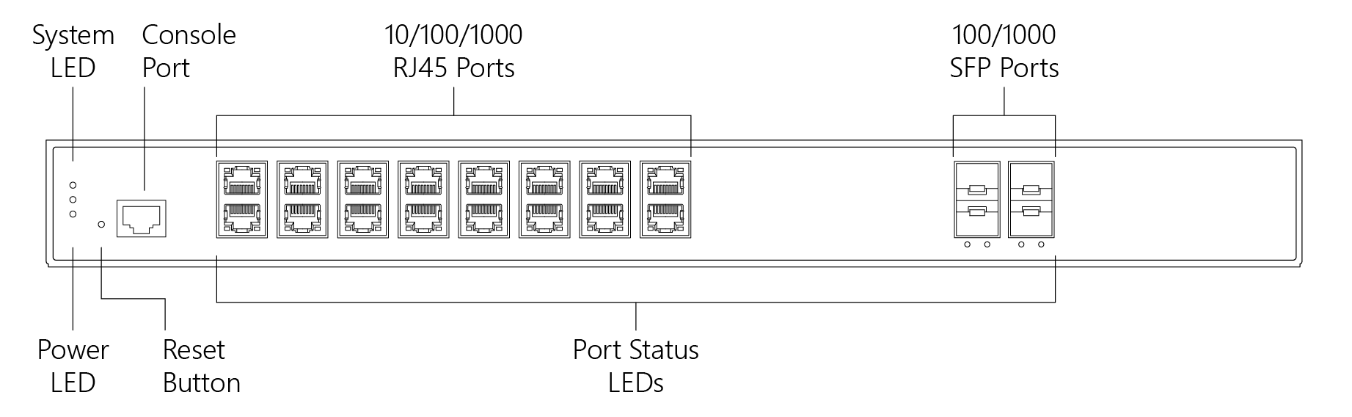 System
LED
Console
Port
10/100/1000
RJ45 Ports
100/1000
SFP Ports
Power
LED
Reset
Button
Port Status
LEDs